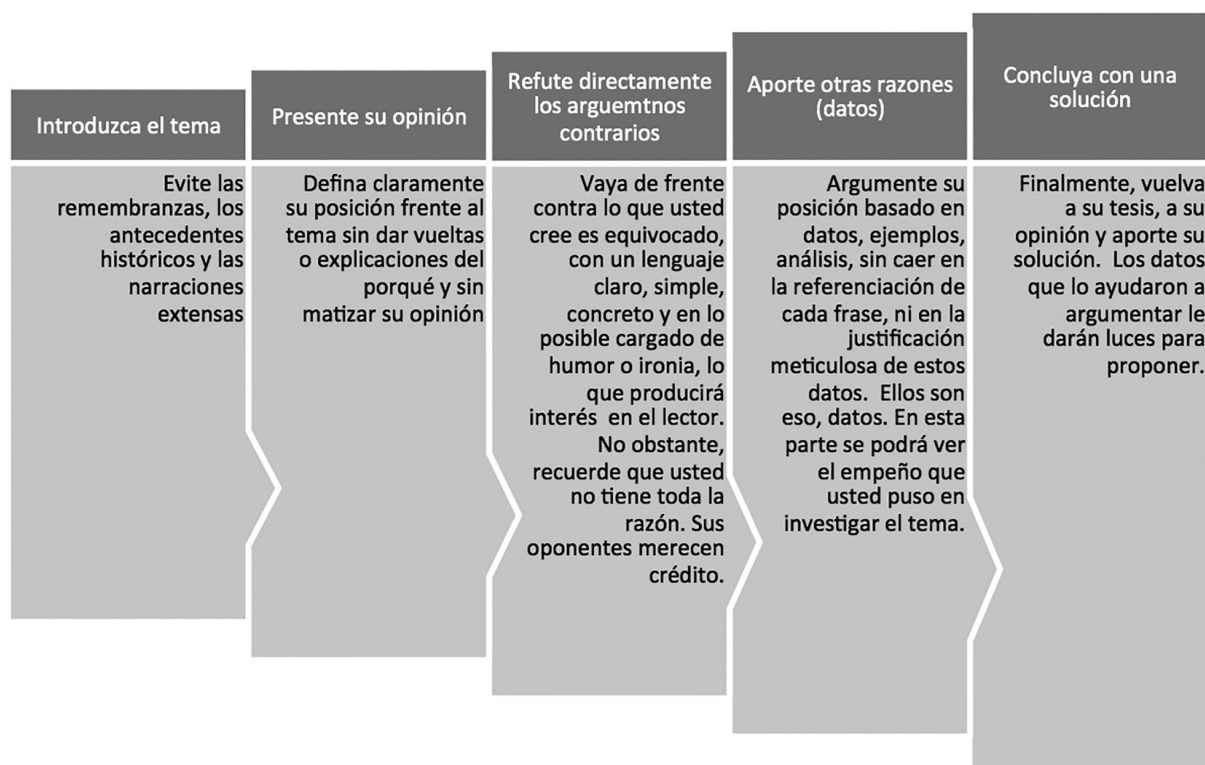 Introduzca el tema
Evite las
remembranzas, los
antecedentes
históricos y las
narraciones
extensas
Presente su opinión
Defina claramente
su posición frente al
tema sin dar vueltas
o explicaciones del
porqué y sin
matizar su opinión
Refute directamente
los arguemtnos
contrarios
Vaya de frente
contra lo que usted
cree es equivocado,
con un lenguaje
claro, simple,
concreto y en lo
posible cargado de
humor o ironia, lo
que producirá
interés en el lector.
No obstante,
recuerde que usted
no tiene toda la
razón. Sus
oponentes merecen
crédito.
Aporte otras razones
(datos)
Argumente su
posición basado en
datos, ejemplos,
análisis, sin caer en
la referenciación de
cada frase, ni en la
justificación
meticulosa de estos
datos. Ellos son
eso, datos. En esta
parte se podrá ver
el empeño que
usted puso en
investigar el tema.
Concluya con una
solución
Finalmente, vuelva
a su tesis, a su
opinión y aporte su
solución. Los datos
que lo ayudaron a
argumentar le
darán luces para
proponer.